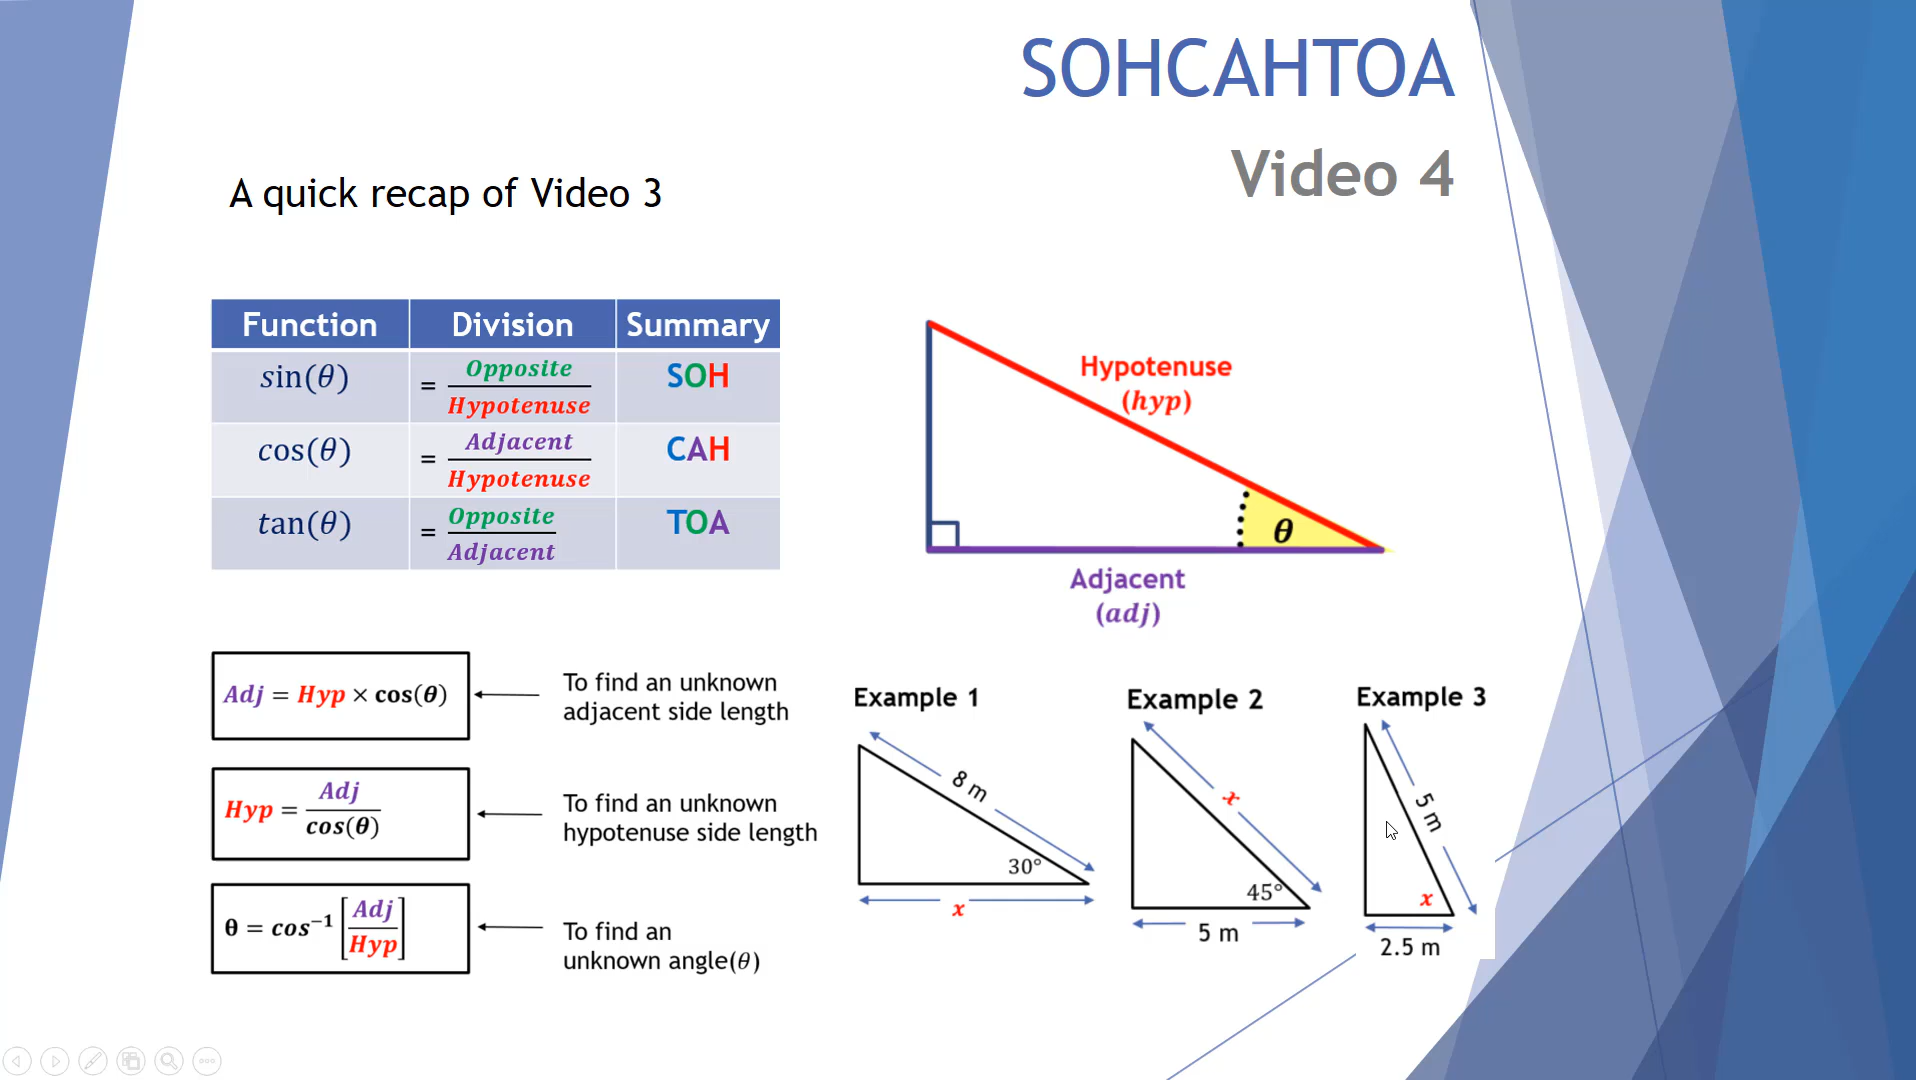 SOHCAHTOA
Video 4
A quick recap of Video 3
Function Division Summary
sin(θ) = Opposite / Hypotenuse SOH
cos(θ) = Adjacent / Hypotenuse CAH
tan(θ) = Opposite / Adjacent TOA
Hypotenuse
(hyp)
θ
Adjacent
(adj)
Adj = Hyp × cos(θ)
To find an unknown
adjacent side length
Hyp = Adj / cos(θ)
To find an unknown
hypotenuse side length
θ = cos⁻¹ [Adj / Hyp]
To find an
unknown angle(θ)
Example 1
8 m
30°
x
Example 2
x
45°
5 m
Example 3
5 m
x
2.5 m